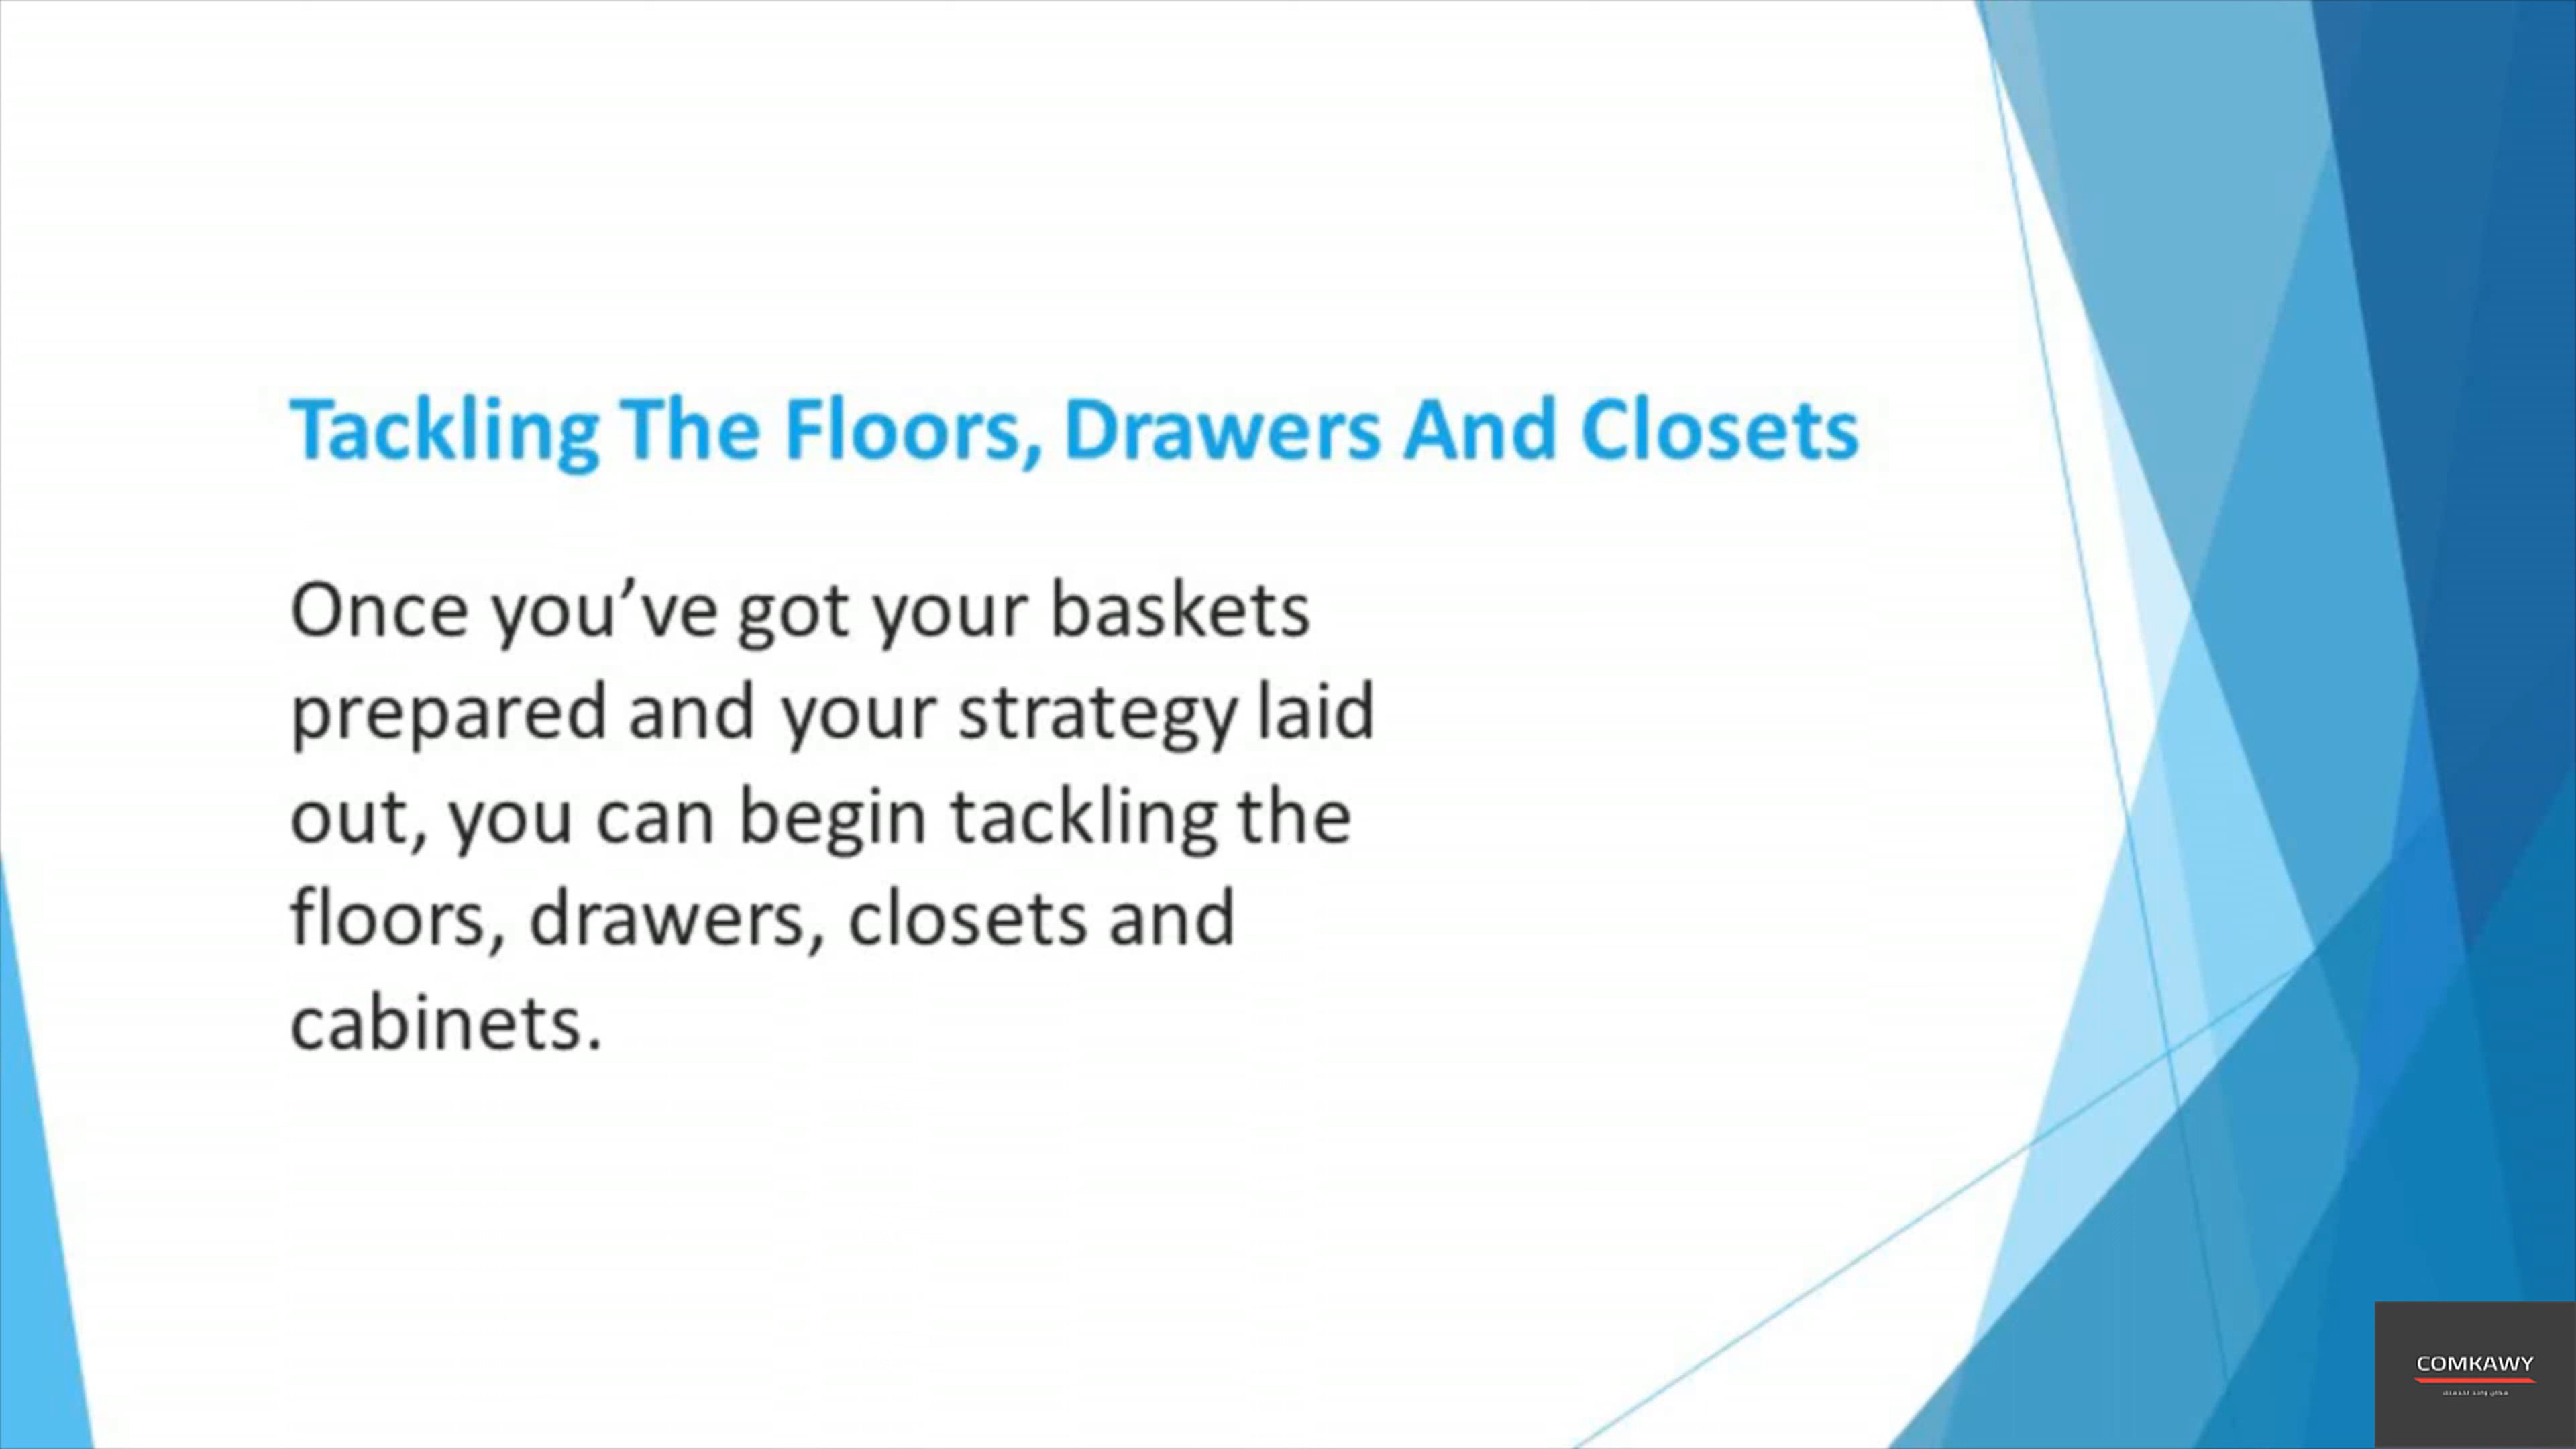 Tackling The Floors, Drawers And Closets
Once you’ve got your baskets
prepared and your strategy laid
out, you can begin tackling the
floors, drawers, closets and
cabinets.
COMKAWY